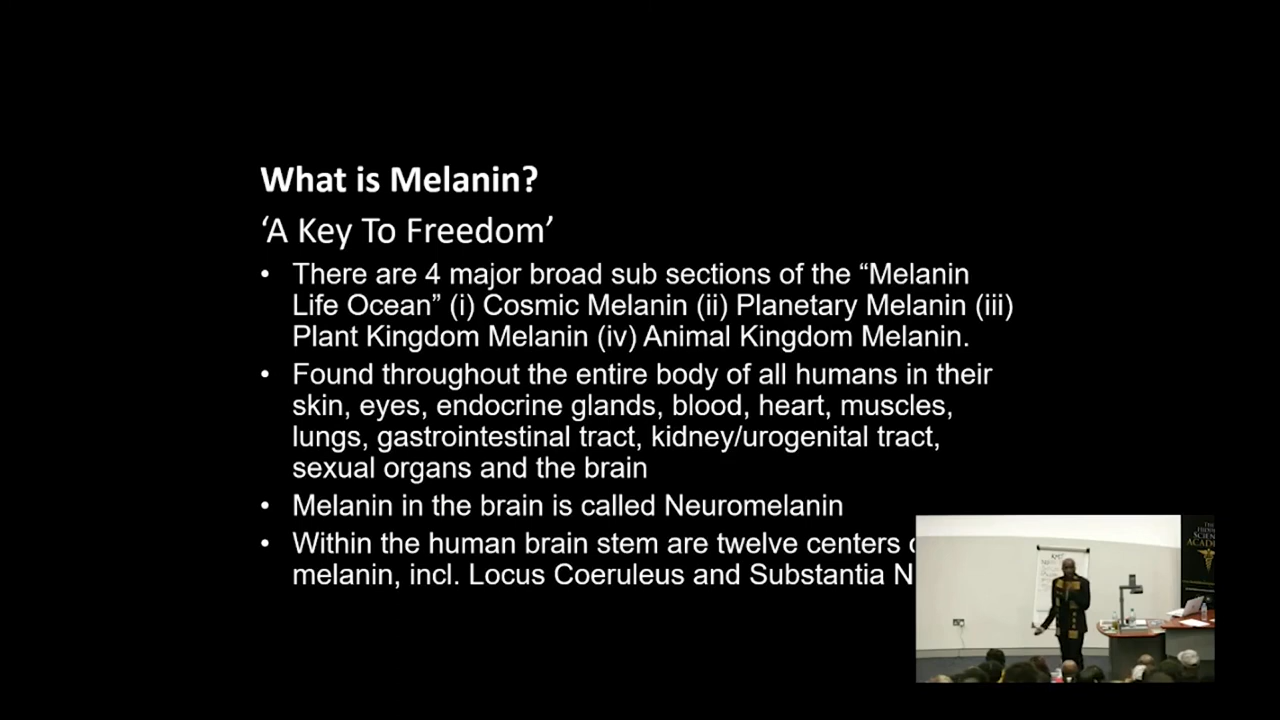 What is Melanin?
‘A Key To Freedom’
• There are 4 major broad sub sections of the “Melanin
Life Ocean” (i) Cosmic Melanin (ii) Planetary Melanin (iii)
Plant Kingdom Melanin (iv) Animal Kingdom Melanin.
• Found throughout the entire body of all humans in their
skin, eyes, endocrine glands, blood, heart, muscles,
lungs, gastrointestinal tract, kidney/urogenital tract,
sexual organs and the brain
• Melanin in the brain is called Neuromelanin
• Within the human brain stem are twelve centers
melanin, incl. Locus Coeruleus and Substantia N